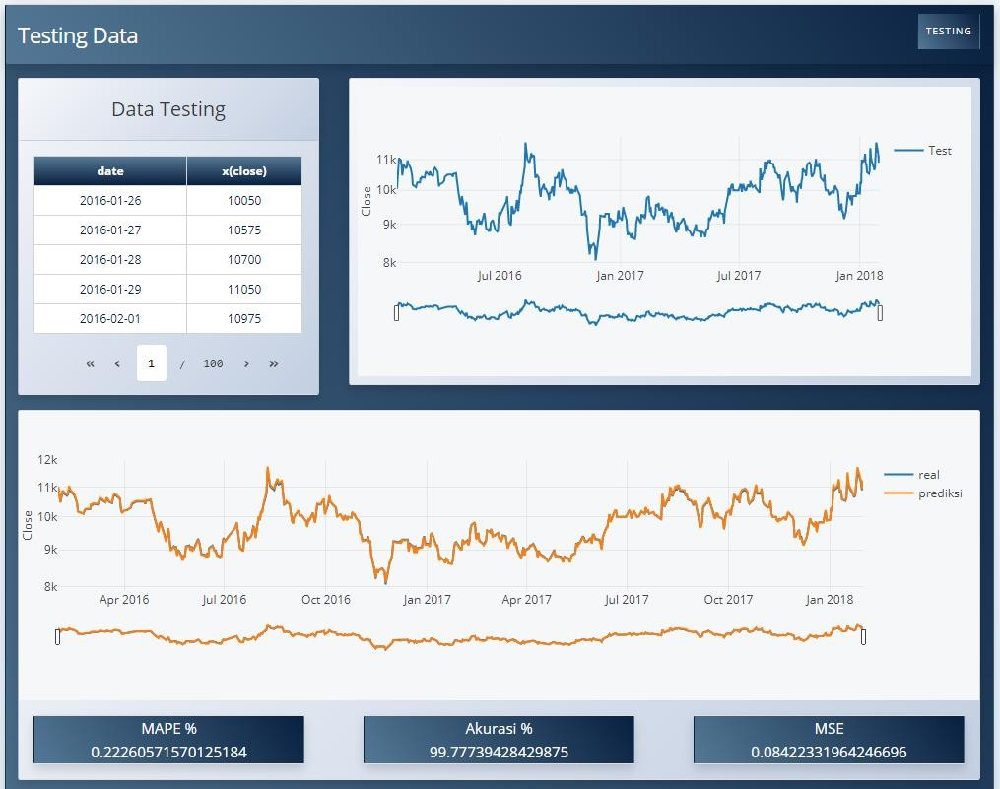 Testing Data
TESTING
Data Testing
date x(close)
2016-01-26 10050
2016-01-27 10575
2016-01-28 10700
2016-01-29 11050
2016-02-01 10975
« ‹ 1 / 100 › »
11k
10k
9k
8k
Close
Jul 2016 Jan 2017 Jul 2017 Jan 2018
Test
12k
11k
10k
9k
8k
Close
Apr 2016 Jul 2016 Oct 2016 Jan 2017 Apr 2017 Jul 2017 Oct 2017 Jan 2018
real
prediksi
MAPE %
0.22260571570125184
Akurasi %
99.77739428429875
MSE
0.08422331964246696